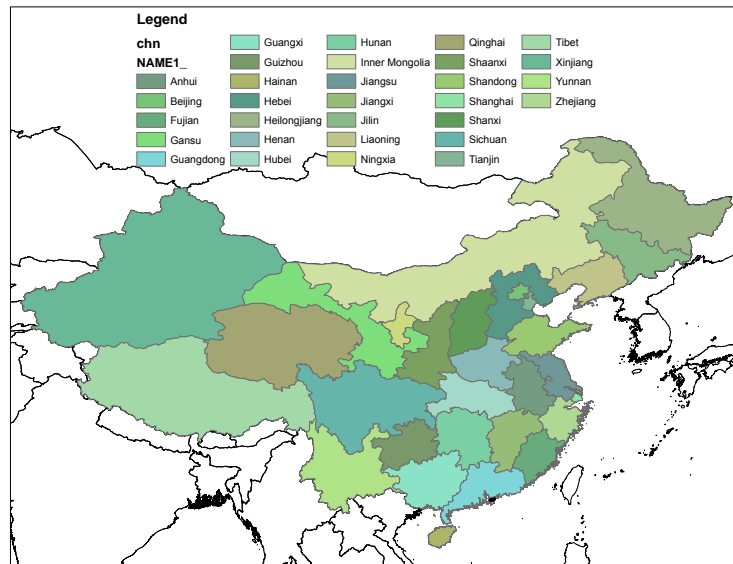 Legend
chn
NAME1_
Anhui
Beijing
Fujian
Gansu
Guangdong
Guangxi
Guizhou
Hainan
Hebei
Heilongjiang
Henan
Hubei
Hunan
Inner Mongolia
Jiangsu
Jiangxi
Jilin
Liaoning
Ningxia
Qinghai
Shaanxi
Shandong
Shanghai
Shanxi
Sichuan
Tianjin
Tibet
Xinjiang
Yunnan
Zhejiang